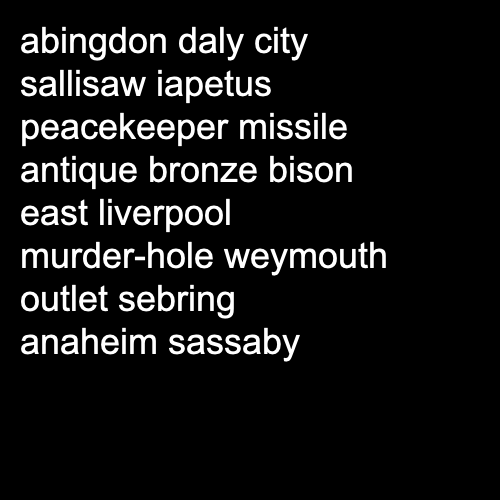 abingdon daly city
sallisaw iapetus
peacekeeper missile
antique bronze bison
east liverpool
murder-hole weymouth
outlet sebring
anaheim sassaby